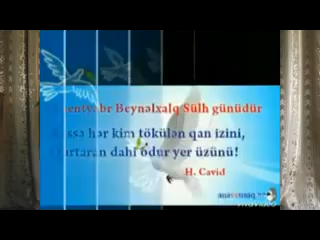 Beynəlxalq Sülh günüdür
hər kim tökülən qan izini,
dahi odur yer üzünü!
H. Cavid